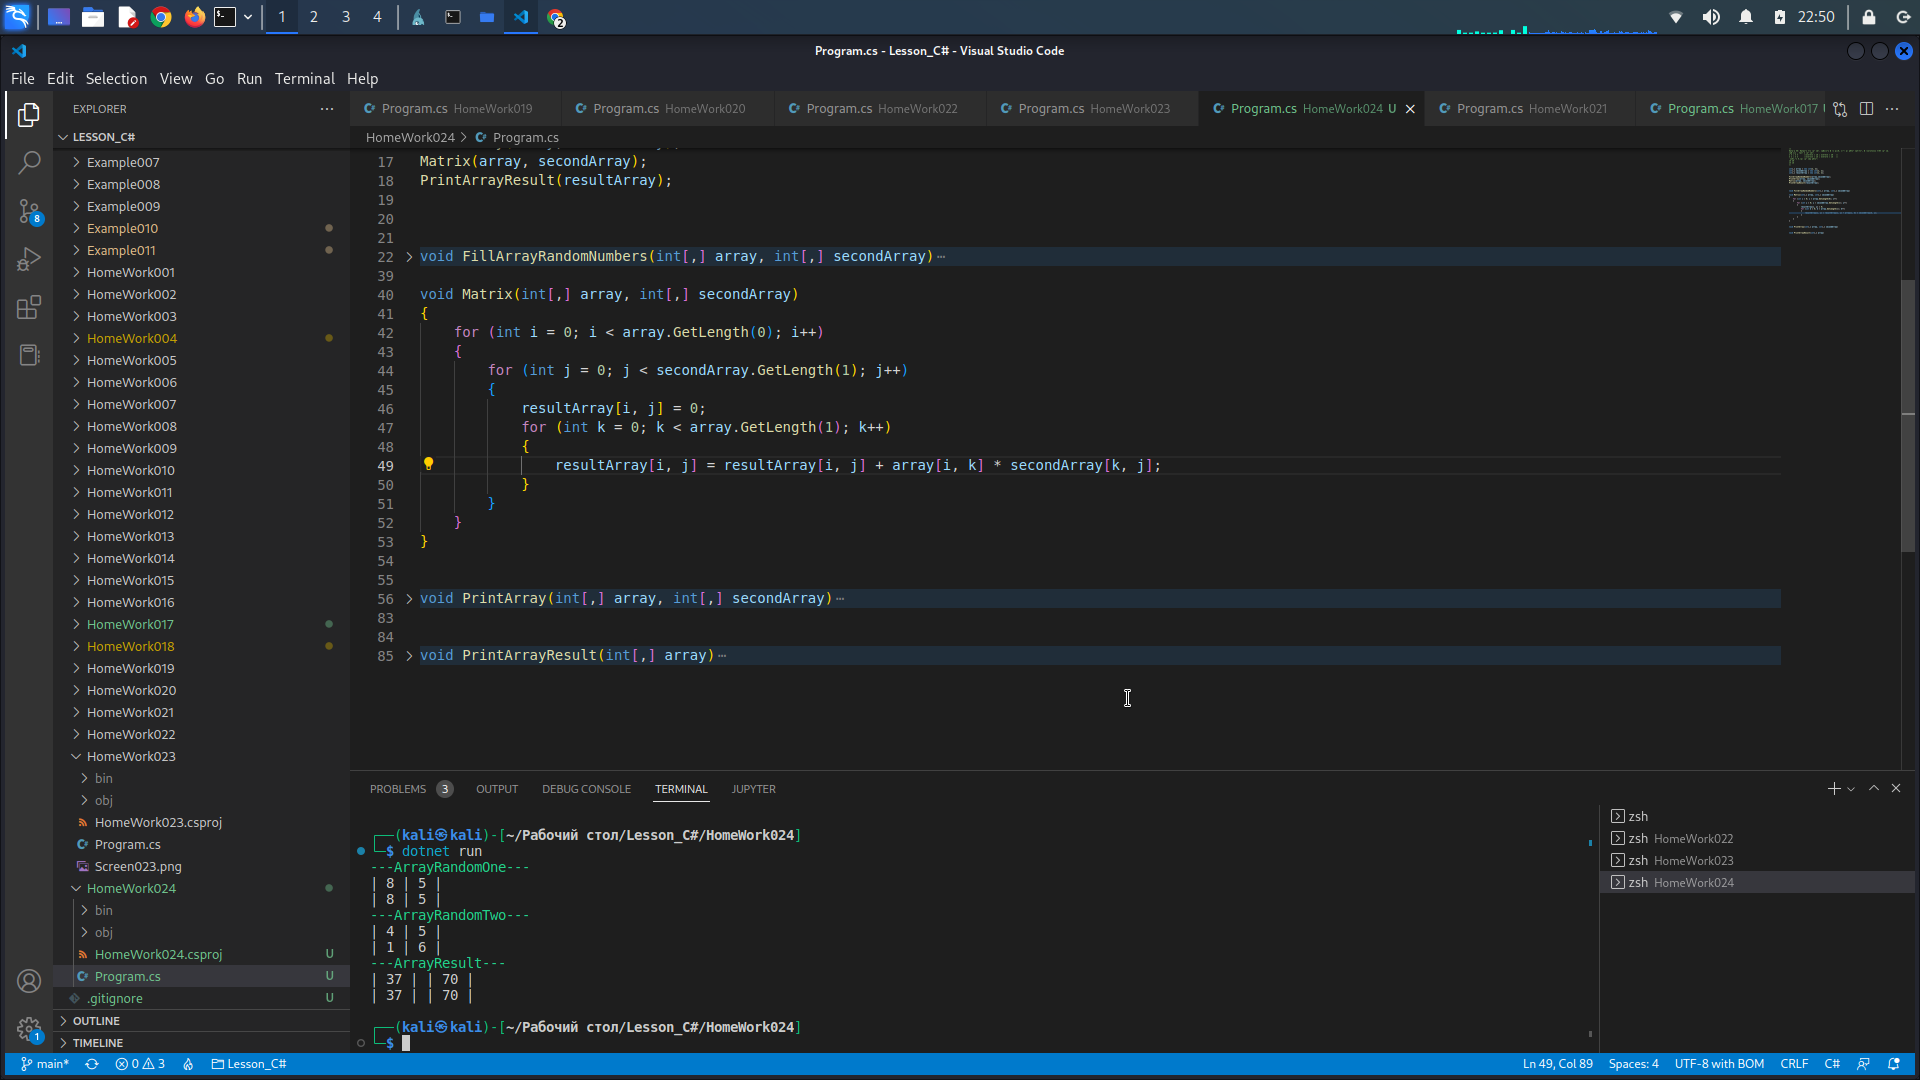 1 2 3 4 2 22:50
Program.cs - Lesson_C# - Visual Studio Code
File Edit Selection View Go Run Terminal Help
EXPLORER
LESSON_C#
Example007
Example008
Example009
Example010
Example011
HomeWork001
HomeWork002
HomeWork003
HomeWork004
HomeWork005
HomeWork006
HomeWork007
HomeWork008
HomeWork009
HomeWork010
HomeWork011
HomeWork012
HomeWork013
HomeWork014
HomeWork015
HomeWork016
HomeWork017
HomeWork018
HomeWork019
HomeWork020
HomeWork021
HomeWork022
HomeWork023
bin
obj
HomeWork023.csproj
Program.cs
Screen023.png
HomeWork024
bin
obj
HomeWork024.csproj U
Program.cs U
.gitignore U
OUTLINE
TIMELINE
8
1
Program.cs HomeWork019 Program.cs HomeWork020 Program.cs HomeWork022 Program.cs HomeWork023 Program.cs HomeWork024 U Program.cs HomeWork021 Program.cs HomeWork017
HomeWork024 > Program.cs
17 Matrix(array, secondArray);
18 PrintArrayResult(resultArray);
19
20
21
22 void FillArrayRandomNumbers(int[,] array, int[,] secondArray)⋯
39
40 void Matrix(int[,] array, int[,] secondArray)
41 {
42 for (int i = 0; i < array.GetLength(0); i++)
43 {
44 for (int j = 0; j < secondArray.GetLength(1); j++)
45 {
46 resultArray[i, j] = 0;
47 for (int k = 0; k < array.GetLength(1); k++)
48 {
49 resultArray[i, j] = resultArray[i, j] + array[i, k] * secondArray[k, j];
50 }
51 }
52 }
53 }
54
55
56 void PrintArray(int[,] array, int[,] secondArray)⋯
83
84
85 void PrintArrayResult(int[,] array)⋯
PROBLEMS 3 OUTPUT DEBUG CONSOLE TERMINAL JUPYTER
┌──(kali㉿kali)-[~/Рабочий стол/Lesson_C#/HomeWork024]
└─$ dotnet run
---ArrayRandomOne---
| 8 | 5 |
| 8 | 5 |
---ArrayRandomTwo---
| 4 | 5 |
| 1 | 6 |
---ArrayResult---
| 37 | | 70 |
| 37 | | 70 |
┌──(kali㉿kali)-[~/Рабочий стол/Lesson_C#/HomeWork024]
└─$
zsh
zsh HomeWork022
zsh HomeWork023
zsh HomeWork024
main* 0 3 Lesson_C# Ln 49, Col 89 Spaces: 4 UTF-8 with BOM CRLF C#